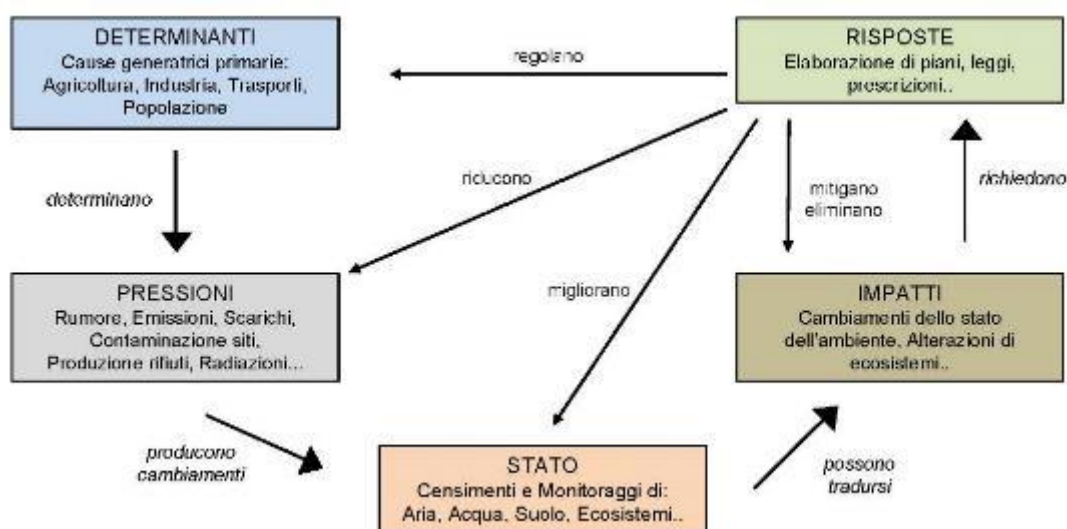 DETERMINANTI
Cause generatrici primarie:
Agricoltura, Industria, Trasporli,
Popolazione
regolano
RISPOSTE
Elaborazione di piani, leggi,
prescrizioni..
determinano
riducono
mitigano
eliminano
richiedono
PRESSIONI
Rumore, Emissioni, Scarichi,
Contaminazione siti,
Produzione rifiuti, Radiazioni...
migliorano
IMPATTI
Cambiamenti dello stato
dell'ambiente, Alterazioni di
ecosistemi..
producono
cambiamenti
STATO
Censimenti e Monitoraggi di:
Aria, Acqua, Suolo, Ecosistemi..
possono
tradursi